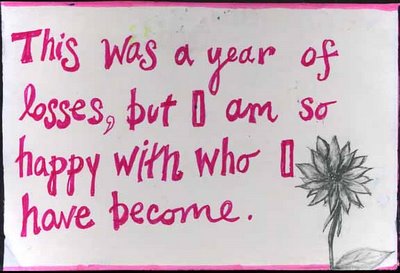 This was a year of
losses, but I am so
happy with who I
have become.